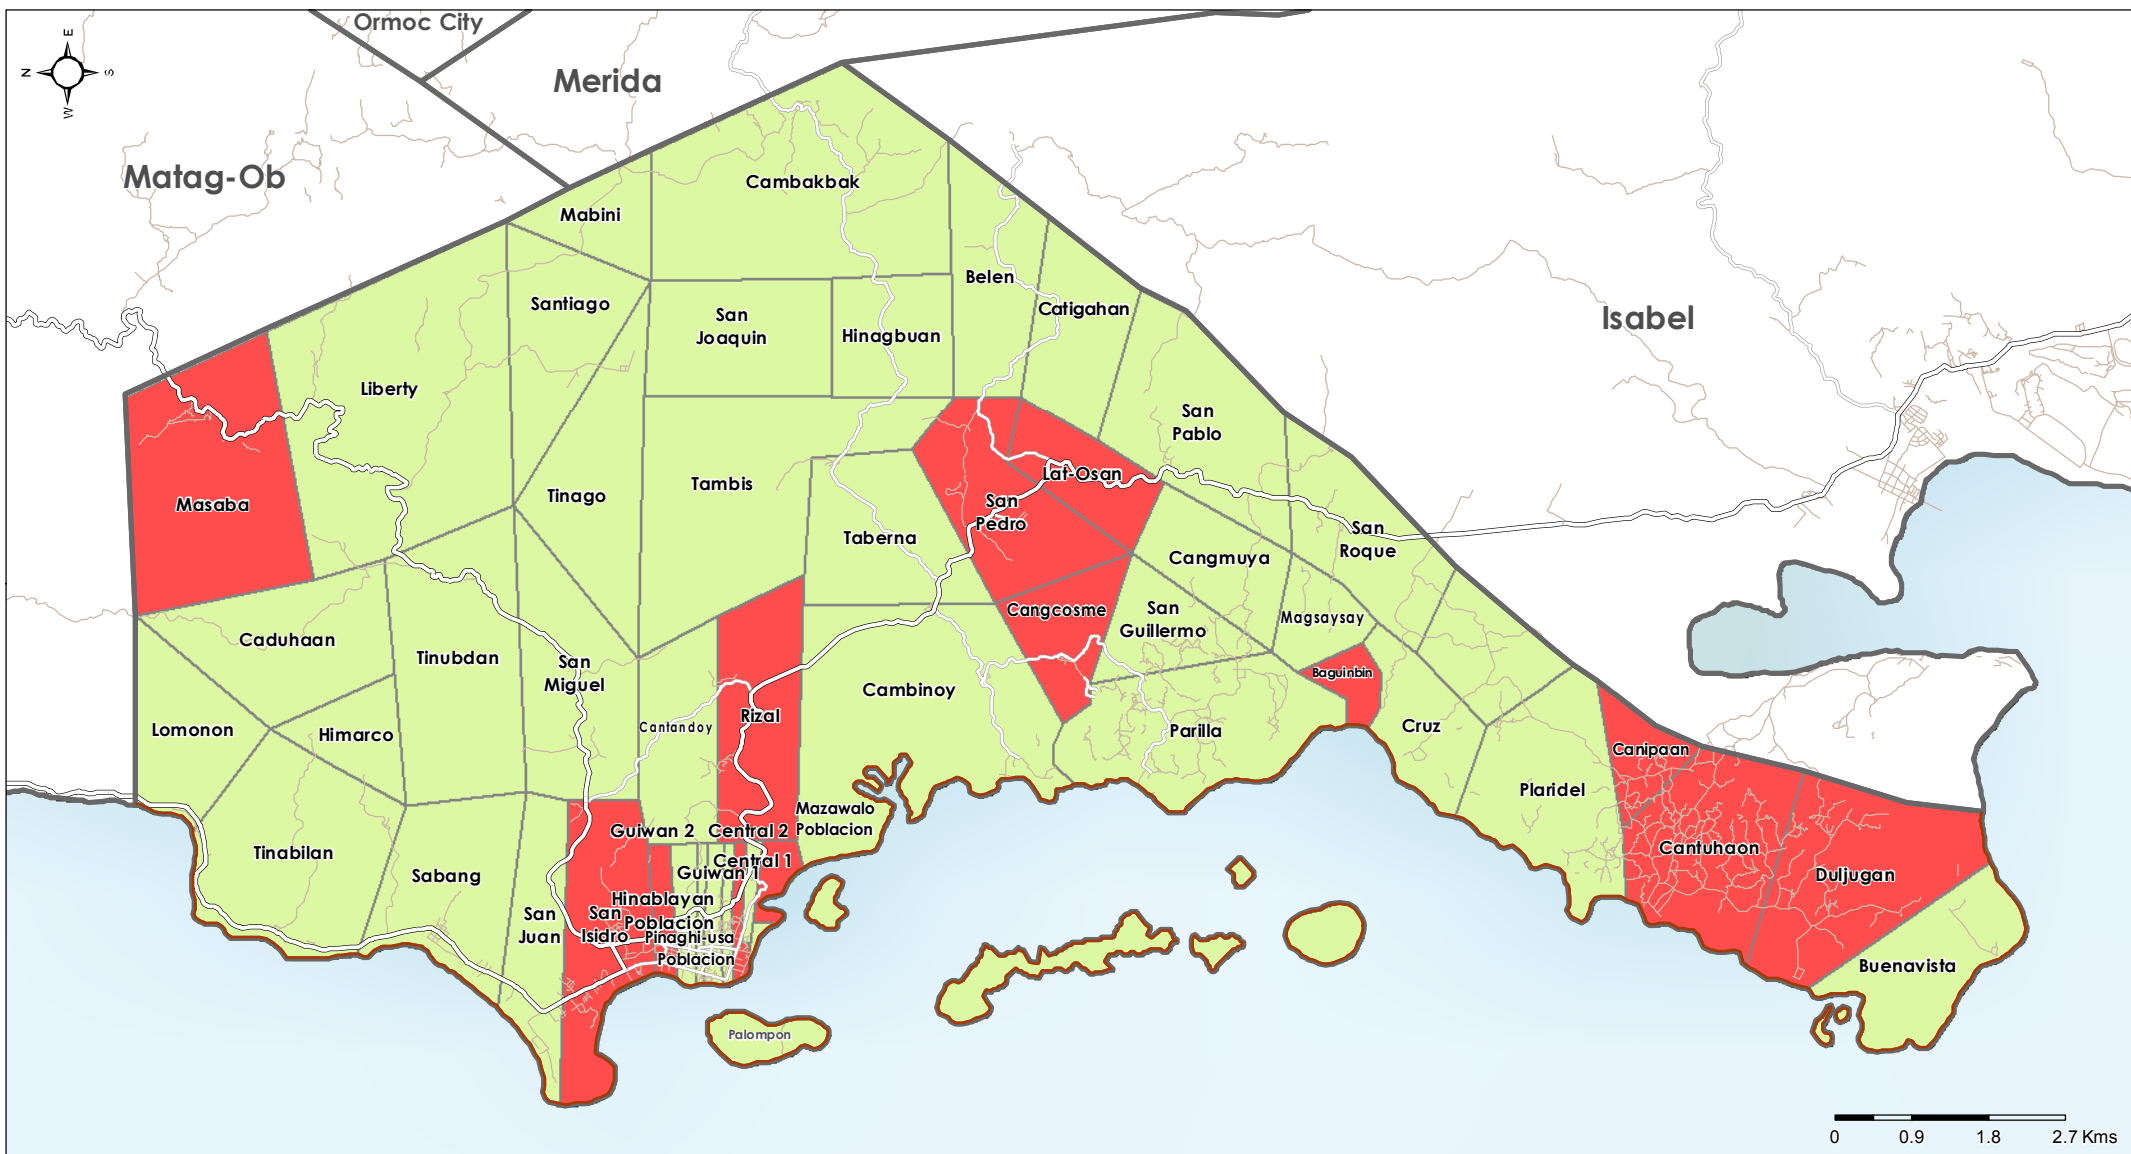 Ormoc City
E
N
S
W
Merida
Matag-Ob
Cambakbak
Mabini
Belen
Santiago
Catigahan
San
Joaquin
Isabel
Hinagbuan
Liberty
San
Pablo
Lat-Osan
Tambis
Tinago
Masaba
San
Pedro
San
Roque
Taberna
Cangmuya
Cangcosme
San
Guillermo
Magsaysay
Caduhaan
Tinubdan
San
Miguel
Baguinbin
Cambinoy
Rizal
Cantandoy
Cruz
Lomonon
Himarco
Parilla
Canipaan
Plaridel
Mazawalo
Poblacion
Guiwan 2
Central 2
Cantuhaon
Tinabilan
Central 1
Guiwan 1
Sabang
Duljugan
Hinablayan
Poblacion
San
Isidro
San
Juan
Pinaghi-usa
Poblacion
Buenavista
Palompon
0 0.9 1.8 2.7 Kms